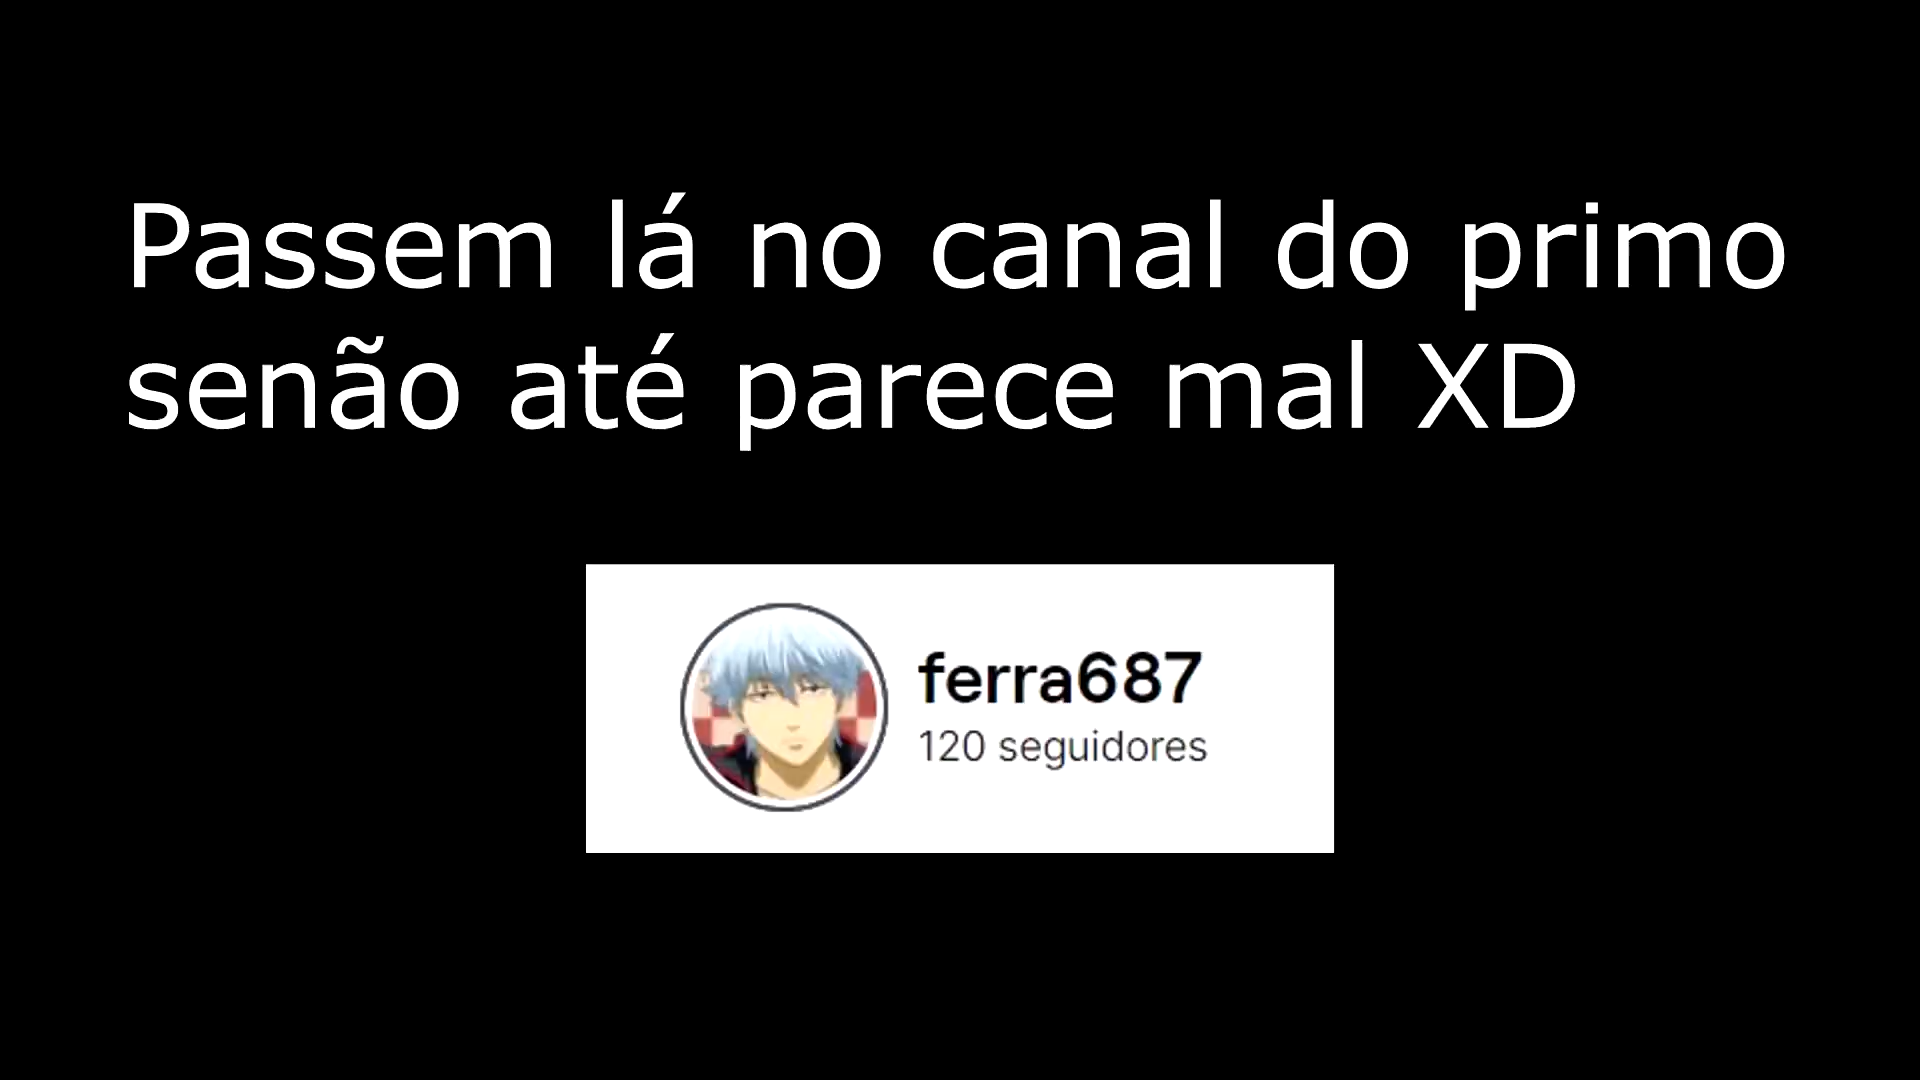 Passem lá no canal do primo
senão até parece mal XD
ferra687
120 seguidores